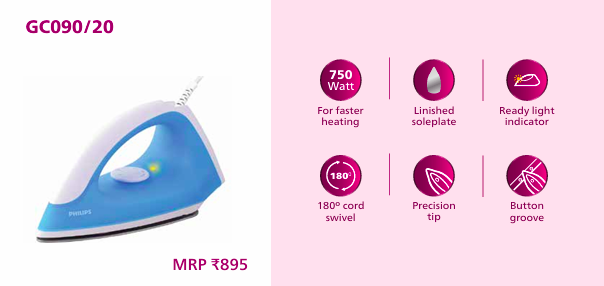 GC090/20
PHILIPS
MRP ₹895
750
Watt
For faster
heating
Linished
soleplate
Ready light
indicator
180°
180º cord
swivel
Precision
tip
Button
groove